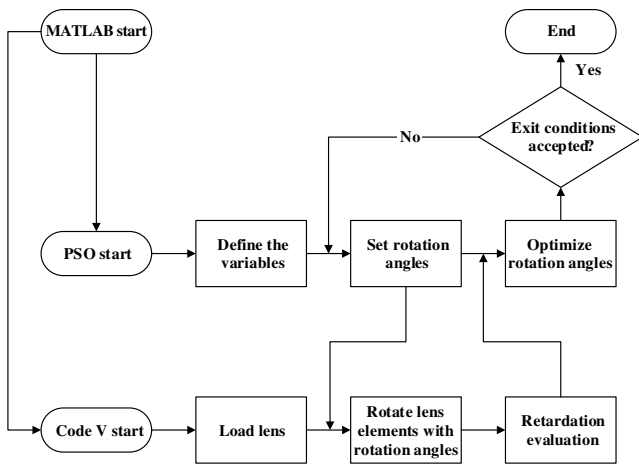 MATLAB start
End
Yes
Exit conditions
accepted?
No
PSO start
Define the
variables
Set rotation
angles
Optimize
rotation angles
Code V start
Load lens
Rotate lens
elements with
rotation angles
Retardation
evaluation